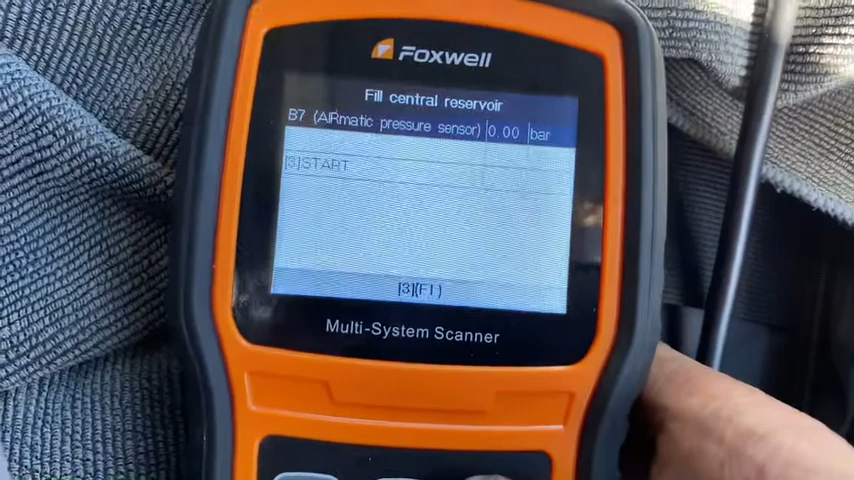 FOXWELL
Fill central reservoir
B7 (AIRmatic pressure sensor) 0.00 bar
[3]START
[3](F1)
Multi-System Scanner